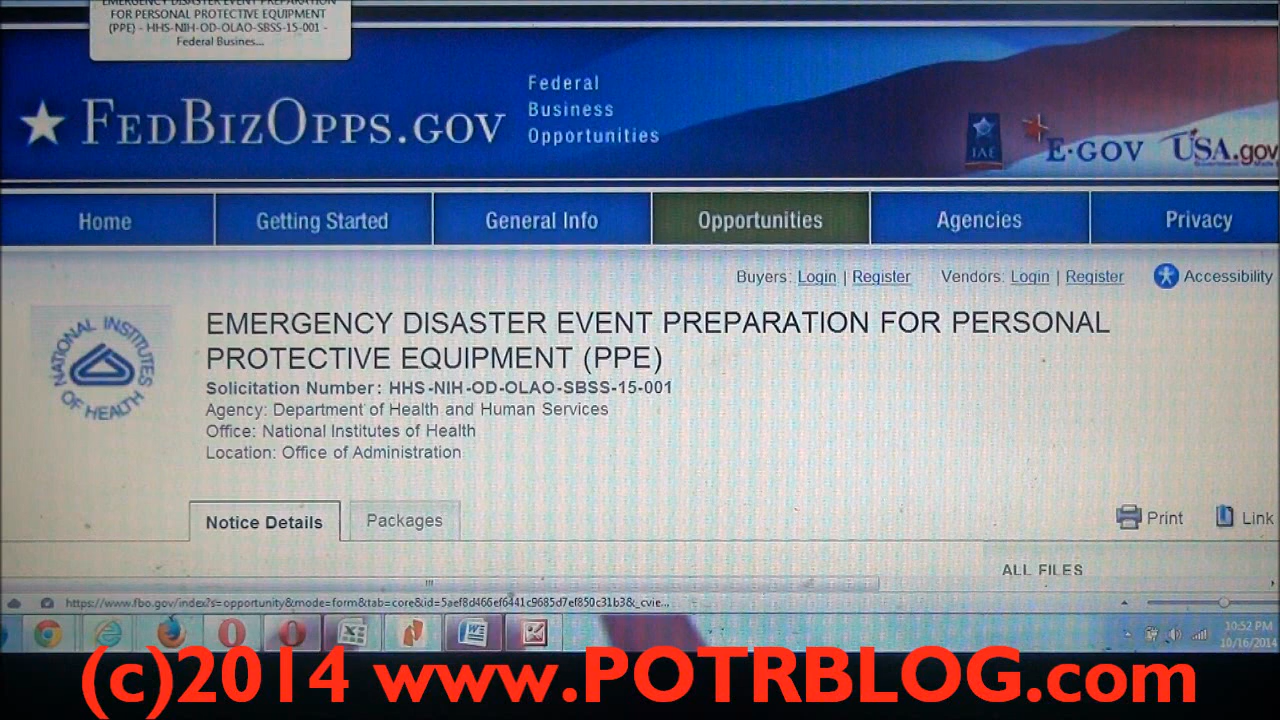 EMERGENCY DISASTER EVENT PREPARATION
FOR PERSONAL PROTECTIVE EQUIPMENT
(PPE) - HHS-NIH-OD-OLAO-SBSS-15-001 -
Federal Busines...
FEDBIZOPPS.GOV
Federal
Business
Opportunities
IAE
E·GOV
USA.gov
Home Getting Started General Info Opportunities Agencies Privacy
Buyers: Login | Register Vendors: Login | Register Accessibility
NATIONAL INSTITUTES
OF HEALTH
EMERGENCY DISASTER EVENT PREPARATION FOR PERSONAL
PROTECTIVE EQUIPMENT (PPE)
Solicitation Number: HHS-NIH-OD-OLAO-SBSS-15-001
Agency: Department of Health and Human Services
Office: National Institutes of Health
Location: Office of Administration
Notice Details Packages
Print Link
ALL FILES
https://www.fbo.gov/index?s=opportunity&mode=form&tab=core&id=5aef8d466ef6441c9685d7ef850c31b3&_cvie...
10:52 PM
10/16/2014
(c)2014 www.POTRBLOG.com